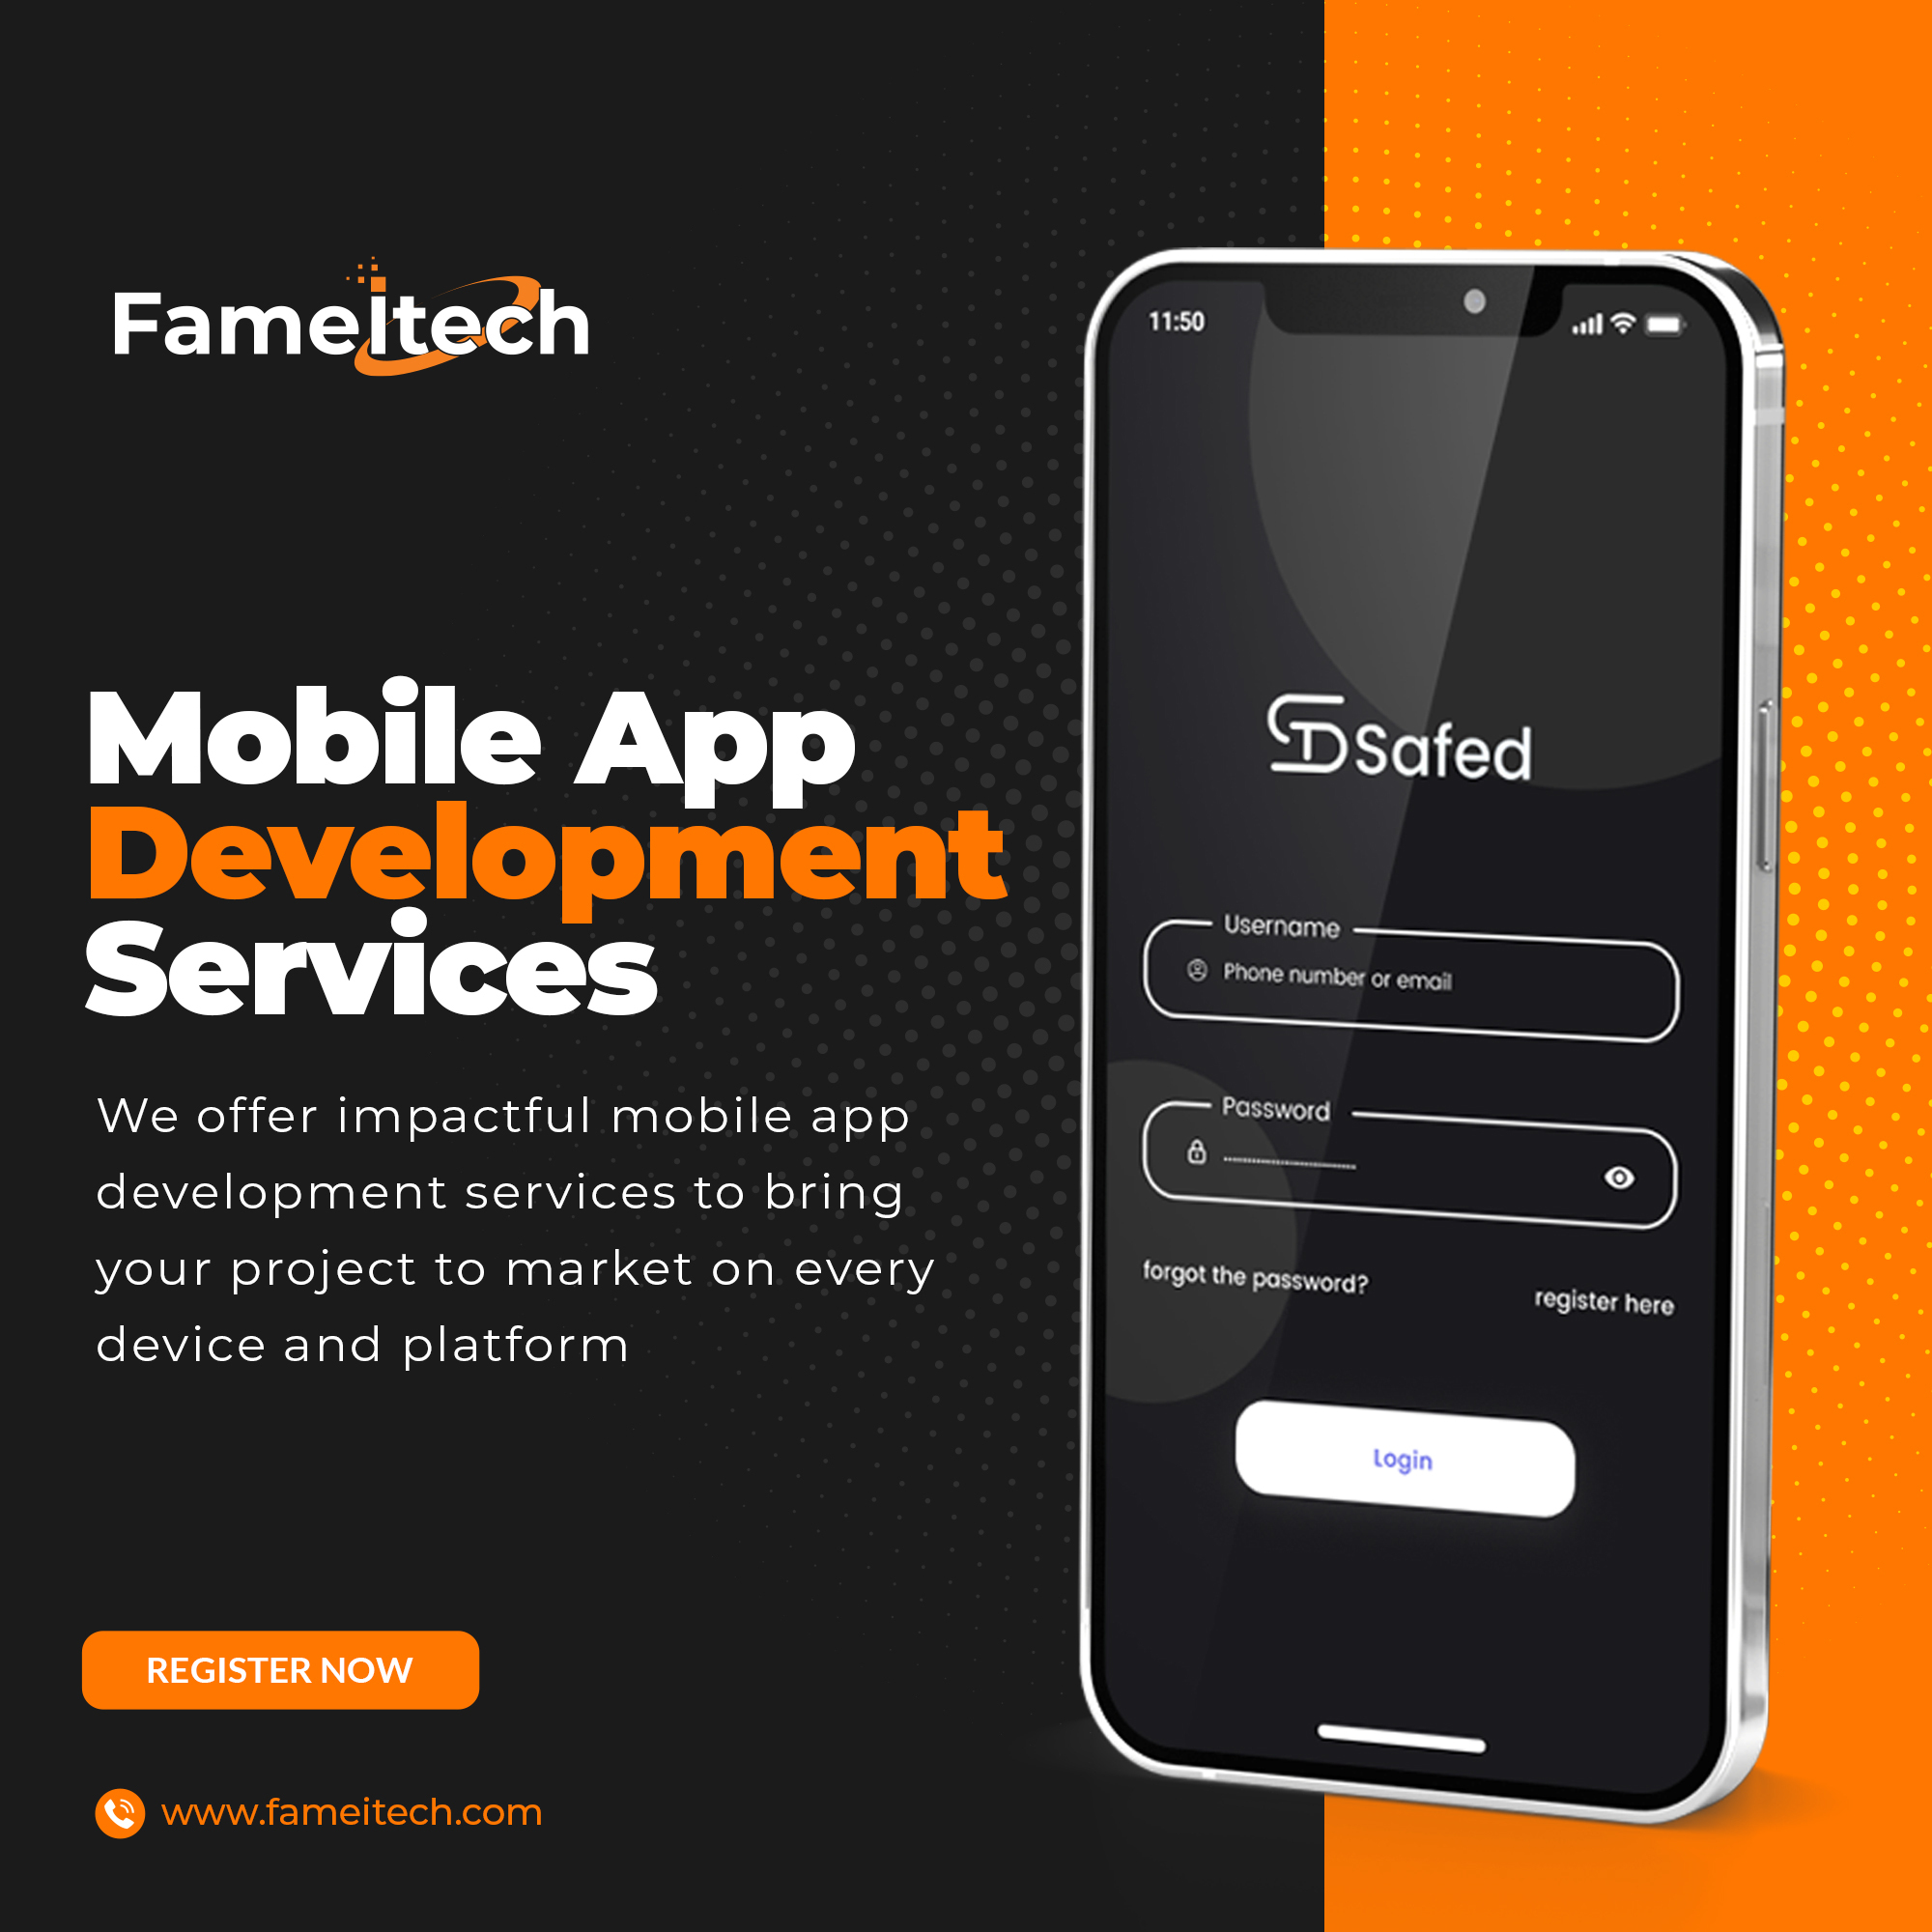 Fameitech
Mobile App
Development
Services
We offer impactful mobile app
development services to bring
your project to market on every
device and platform
REGISTER NOW
www.fameitech.com
11:50
Safed
Username
Phone number or email
Password
forgot the password?
register here
Login